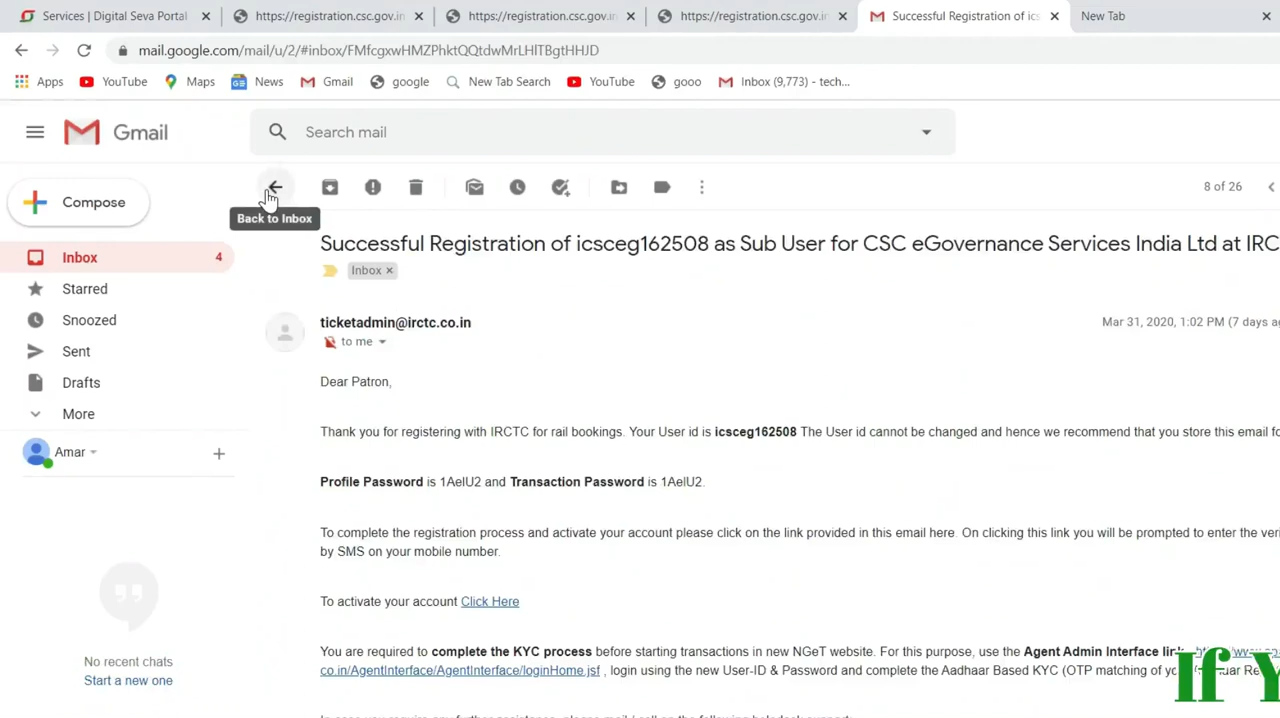 Services | Digital Seva Portal
https://registration.csc.gov.in
https://registration.csc.gov.in
https://registration.csc.gov.in
Successful Registration of ics
New Tab
mail.google.com/mail/u/2/#inbox/FMfcgxwHMZPhktQQtdwMrLHlTBgtHHJD
Apps YouTube Maps News Gmail google New Tab Search YouTube gooo Inbox (9,773) - tech...
Gmail
Search mail
Compose
8 of 26
Back to Inbox
Successful Registration of icsceg162508 as Sub User for CSC eGovernance Services India Ltd at IRC
Inbox 4
Inbox ×
Starred
Snoozed
Sent
Drafts
More
Amar
ticketadmin@irctc.co.in
Mar 31, 2020, 1:02 PM (7 days a
to me
Dear Patron,
Thank you for registering with IRCTC for rail bookings. Your User id is icsceg162508 The User id cannot be changed and hence we recommend that you store this email fo
Profile Password is 1AelU2 and Transaction Password is 1AelU2.
To complete the registration process and activate your account please click on the link provided in this email here. On clicking this link you will be prompted to enter the veri
by SMS on your mobile number.
To activate your account Click Here
You are required to complete the KYC process before starting transactions in new NGeT website. For this purpose, use the Agent Admin Interface
co.in/AgentInterface/AgentInterface/loginHome.jsf , login using the new User-ID & Password and complete the Aadhaar Based KYC (OTP matching of
No recent chats
Start a new one
If Y